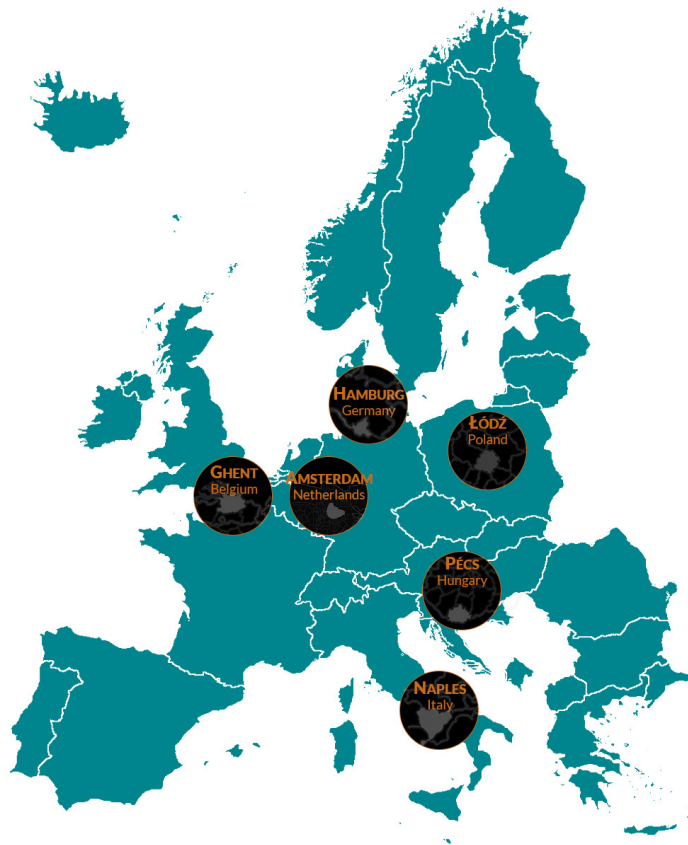 HAMBURG
Germany
ŁÓDŹ
Poland
GHENT
Belgium
AMSTERDAM
Netherlands
PÉCS
Hungary
NAPLES
Italy